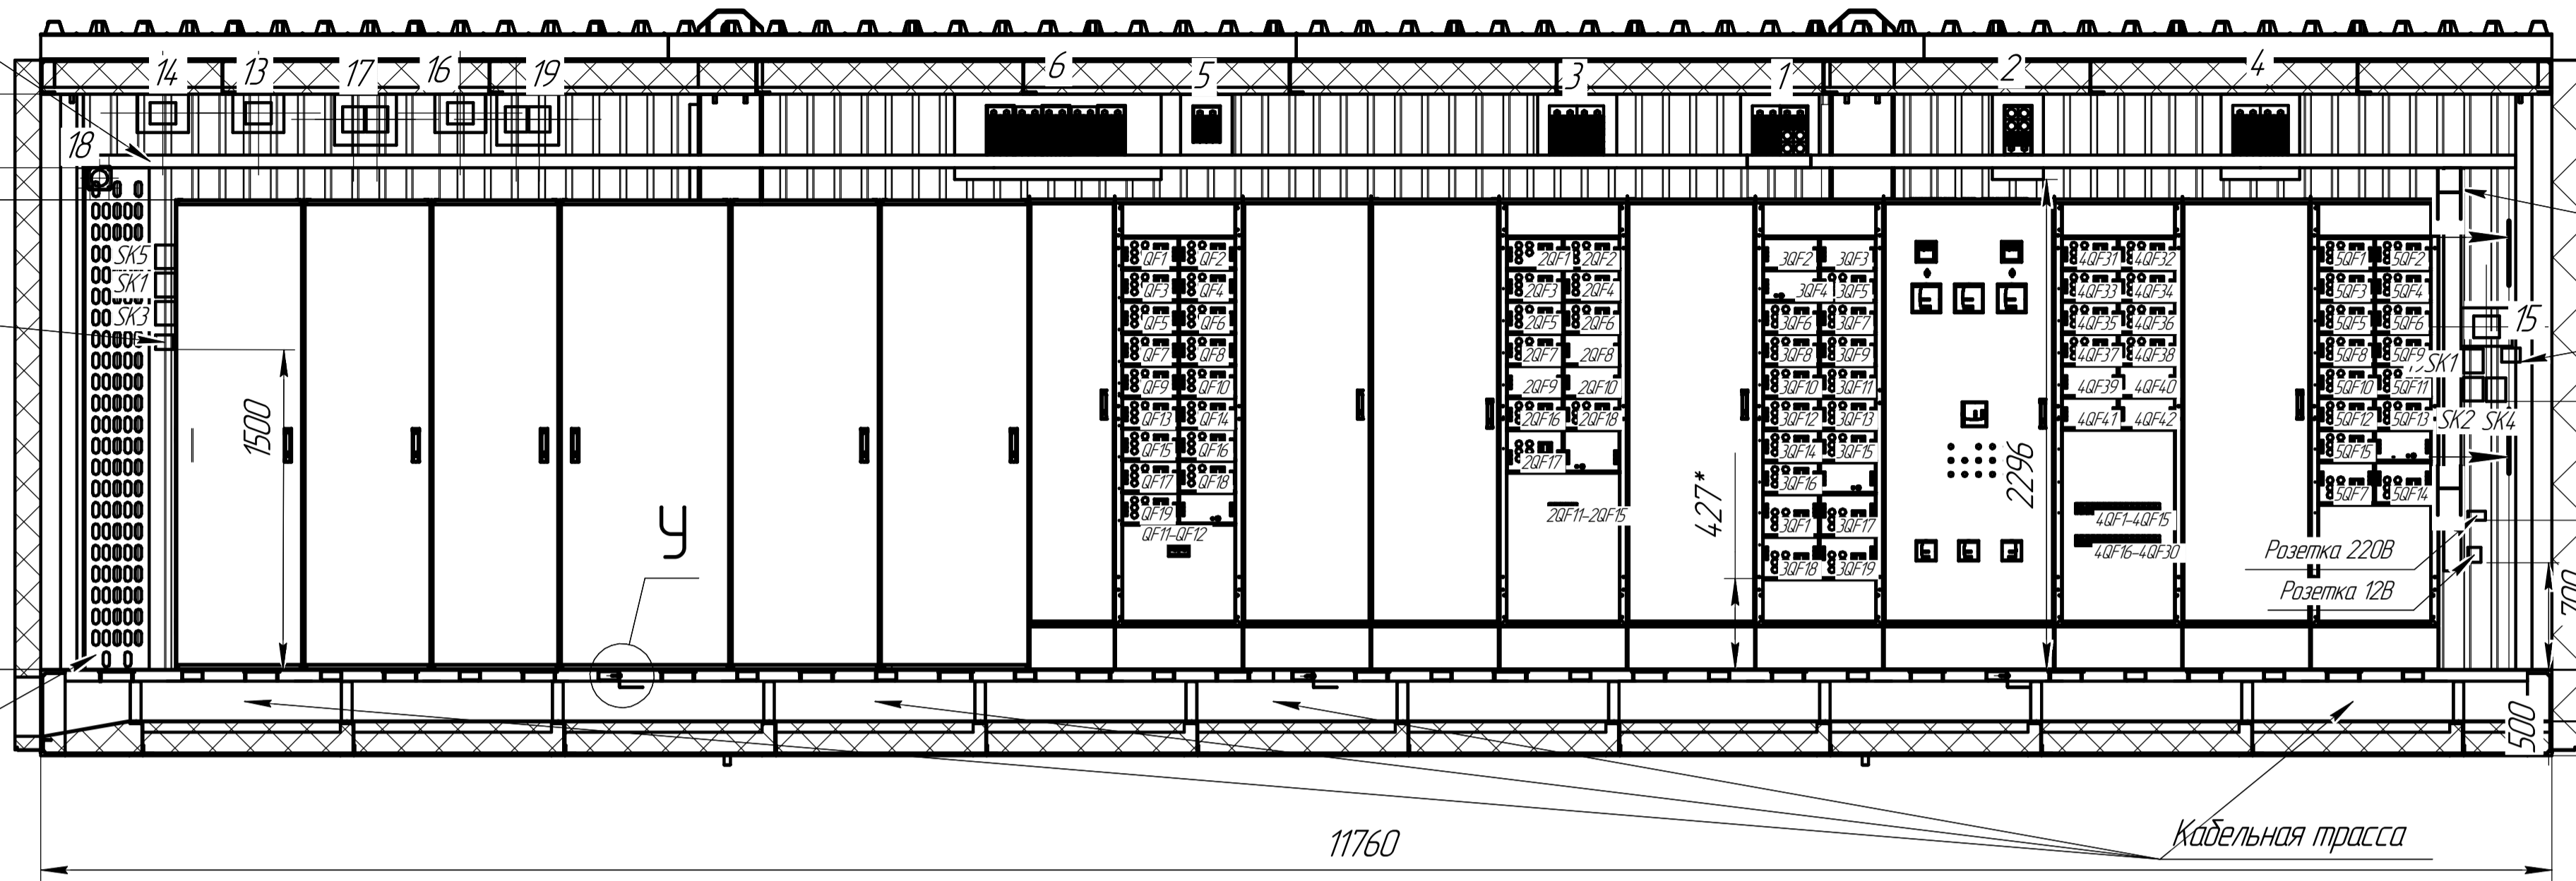 14 13 17 16 19 6 5 3 1 2 4
18
SK5
SK1
SK3
1500
У
QF1 QF2
QF3 QF4
QF5 QF6
QF7 QF8
QF9 QF10
QF13 QF14
QF15 QF16
QF17 QF18
QF19
QF11-QF12
2QF1 2QF2
2QF3 2QF4
2QF5 2QF6
2QF7 2QF8
2QF9 2QF10
2QF16 2QF18
2QF17
2QF11-2QF15
427*
3QF2 3QF3
3QF4 3QF5
3QF6 3QF7
3QF8 3QF9
3QF10 3QF11
3QF12 3QF13
3QF14 3QF15
3QF16
3QF1 3QF17
3QF18 3QF19
2296
4QF31 4QF32
4QF33 4QF34
4QF35 4QF36
4QF37 4QF38
4QF39 4QF40
4QF41 4QF42
4QF1-4QF15
4QF16-4QF30
5QF1 5QF2
5QF3 5QF4
5QF5 5QF6
5QF8 5QF9
5QF10 5QF11
5QF12 5QF13
5QF15
5QF7 5QF14
15
SK1
SK2 SK4
Розетка 220В
Розетка 12В
700
500
Кабельная трасса
11760